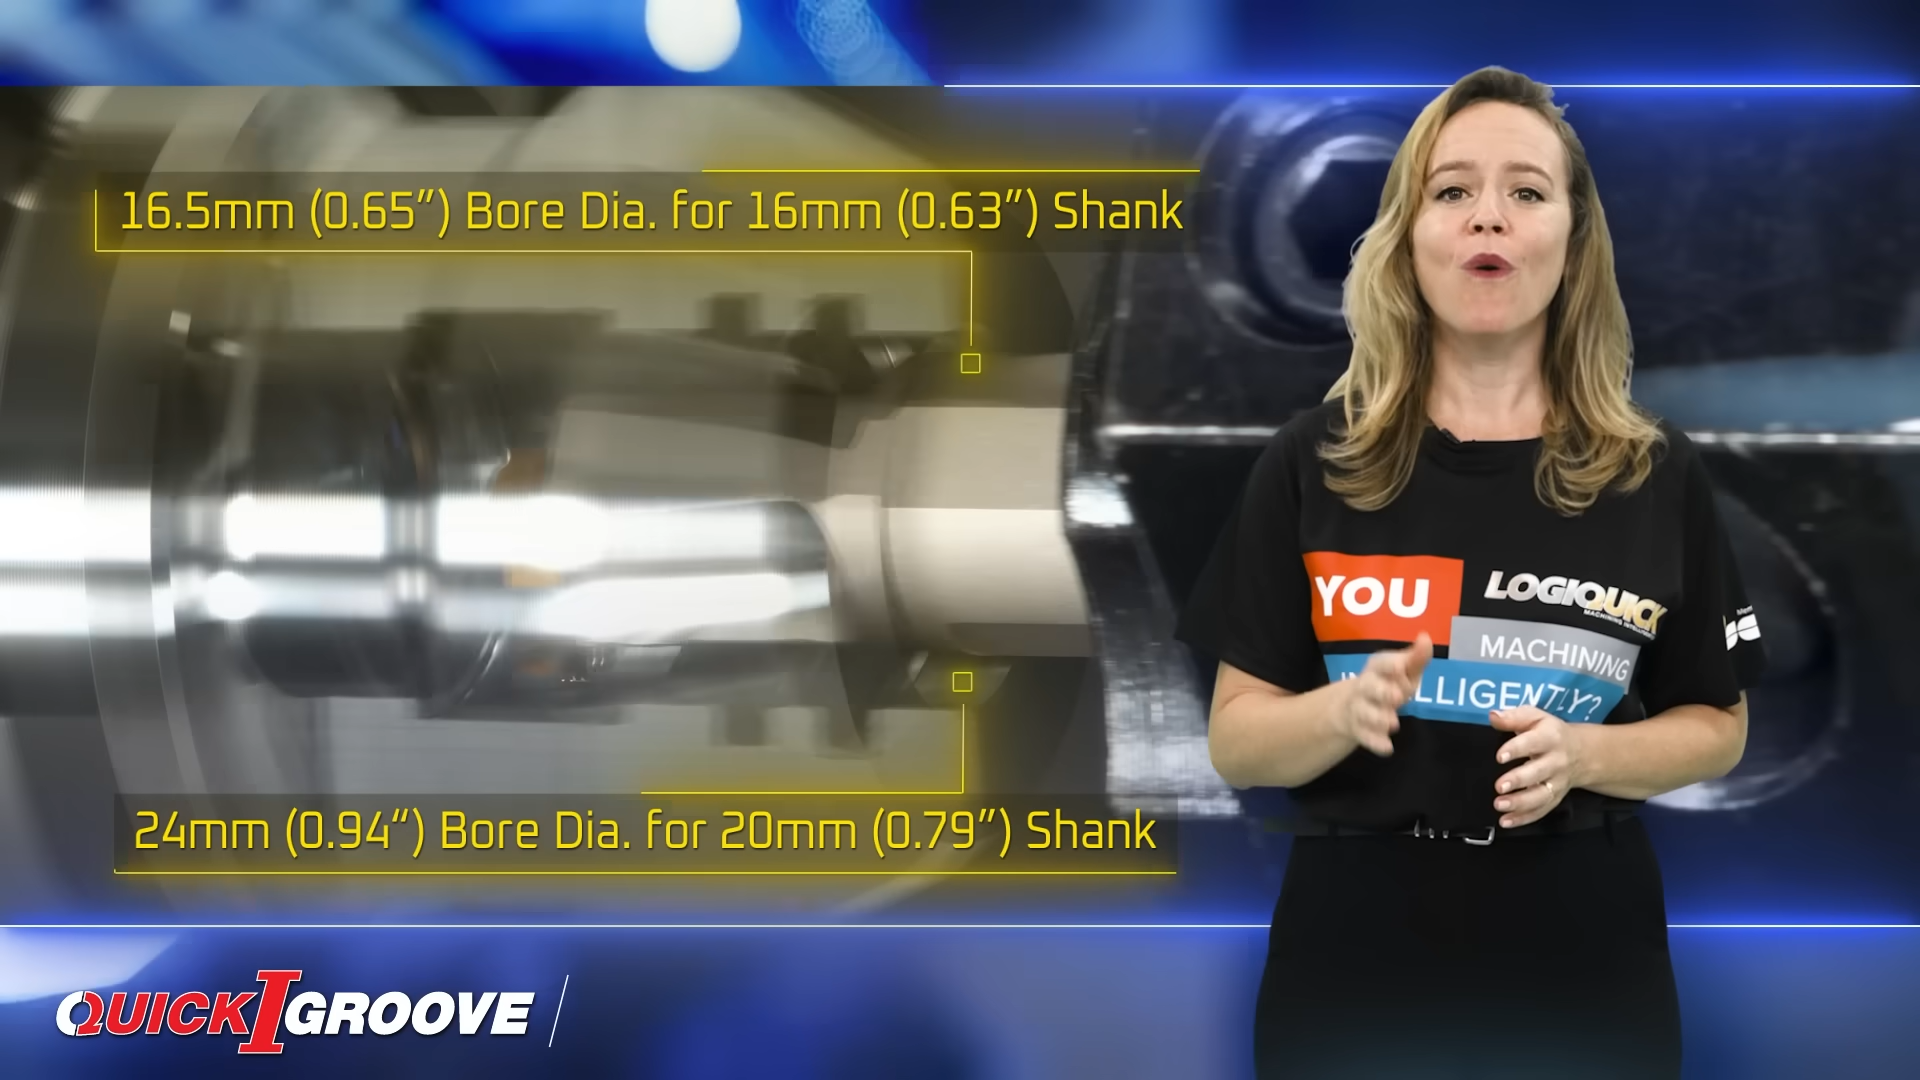 16.5mm (0.65”) Bore Dia. for 16mm (0.63”) Shank
YOU
LOGIQUICK
MACHINING
24mm (0.94“) Bore Dia. for 20mm (0.79”) Shank
QUICK I GROOVE